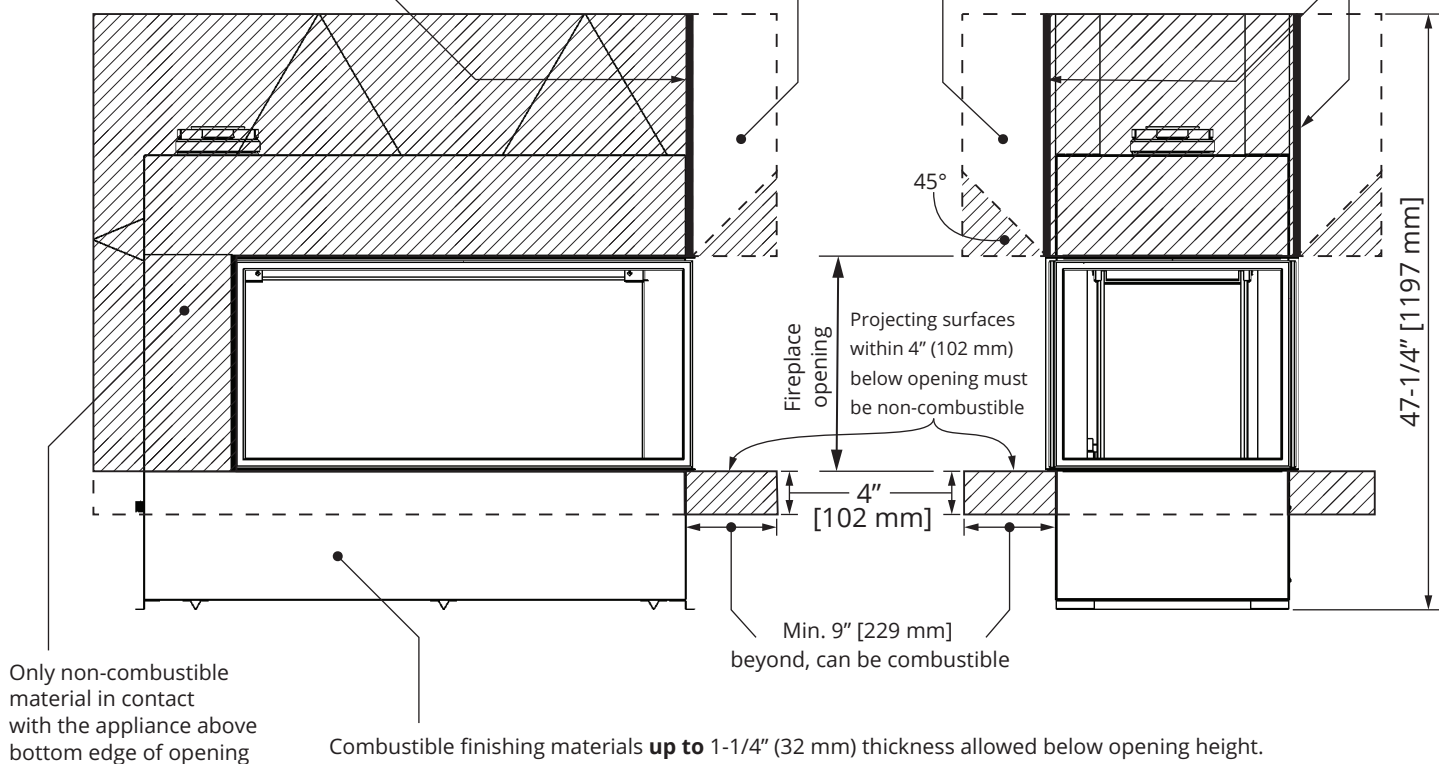 45°
Fireplace
opening
Projecting surfaces
within 4” (102 mm)
below opening must
be non-combustible
47-1/4” [1197 mm]
4”
[102 mm]
Min. 9” [229 mm]
beyond, can be combustible
Only non-combustible
material in contact
with the appliance above
bottom edge of opening
Combustible finishing materials up to 1-1/4” (32 mm) thickness allowed below opening height.